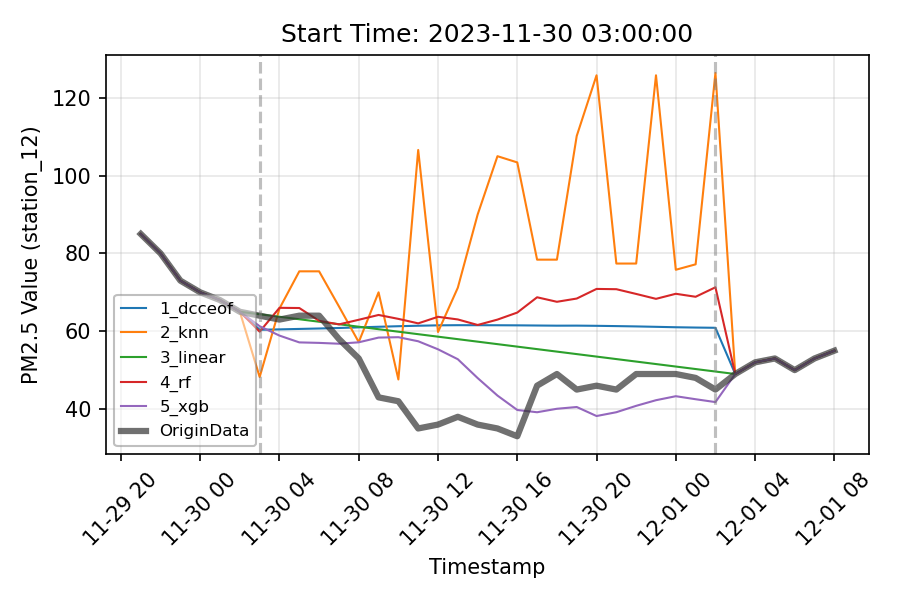 Start Time: 2023-11-30 03:00:00
PM2.5 Value (station_12)
120
100
80
60
40
1_dcceof
2_knn
3_linear
4_rf
5_xgb
OriginData
11-29 20
11-30 00
11-30 04
11-30 08
11-30 12
11-30 16
11-30 20
12-01 00
12-01 04
12-01 08
Timestamp